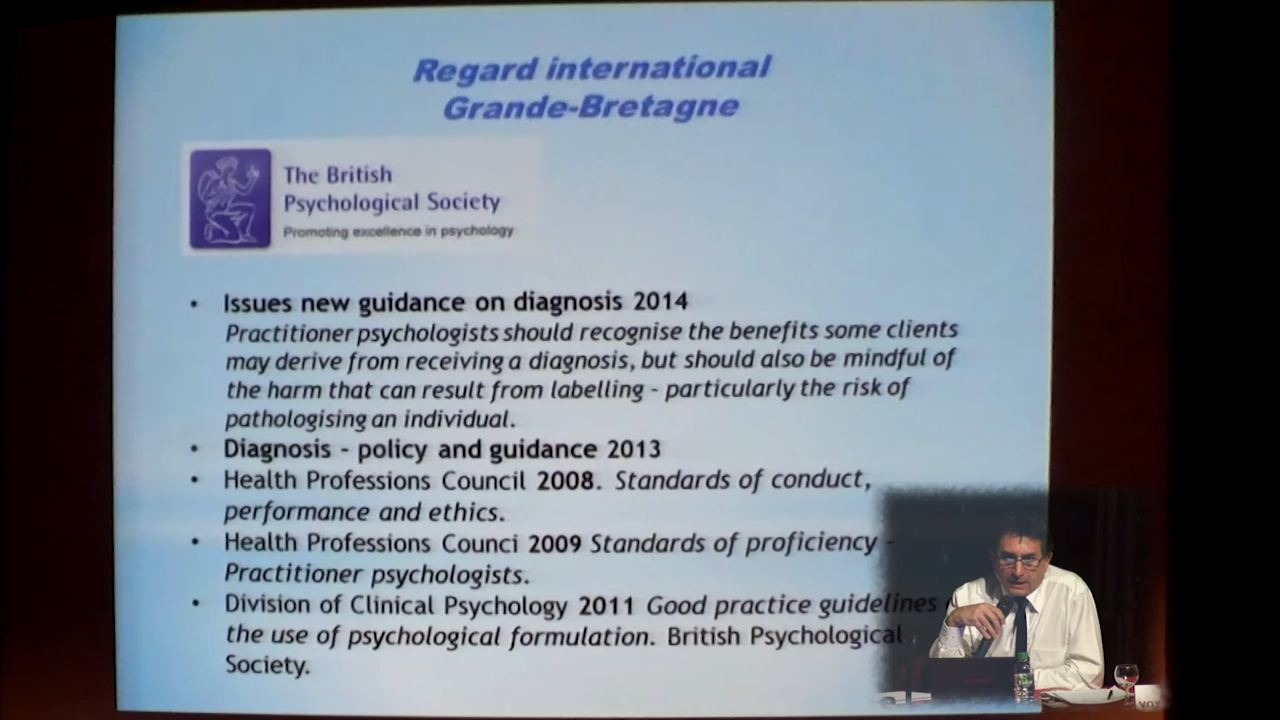 Regard international
Grande-Bretagne
The British
Psychological Society
Promoting excellence in psychology
• Issues new guidance on diagnosis 2014
Practitioner psychologists should recognise the benefits some clients
may derive from receiving a diagnosis, but should also be mindful of
the harm that can result from labelling – particularly the risk of
pathologising an individual.
• Diagnosis – policy and guidance 2013
• Health Professions Council 2008. Standards of conduct,
performance and ethics.
• Health Professions Counci 2009 Standards of proficiency -
Practitioner psychologists.
• Division of Clinical Psychology 2011 Good practice guidelines
the use of psychological formulation. British Psychological
Society.